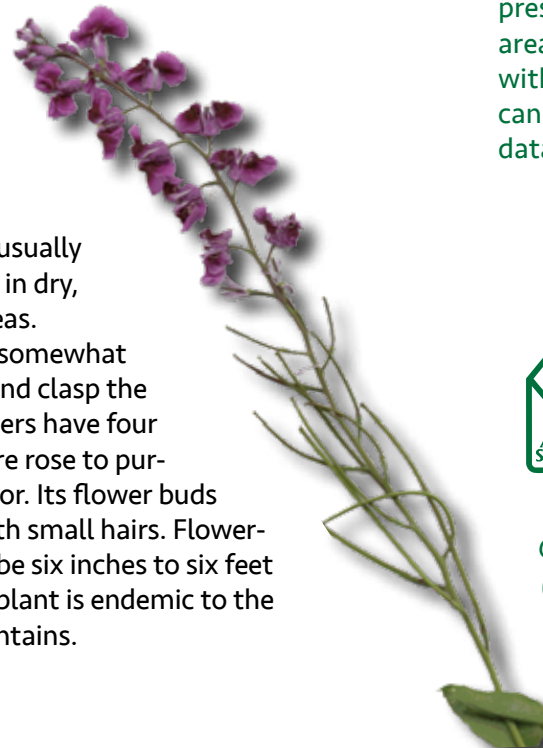 pres
area
with
can
data
usually
in dry,
eas.
somewhat
nd clasp the
ers have four
re rose to pur-
or. Its flower buds
th small hairs. Flower-
be six inches to six feet
plant is endemic to the
ntains.